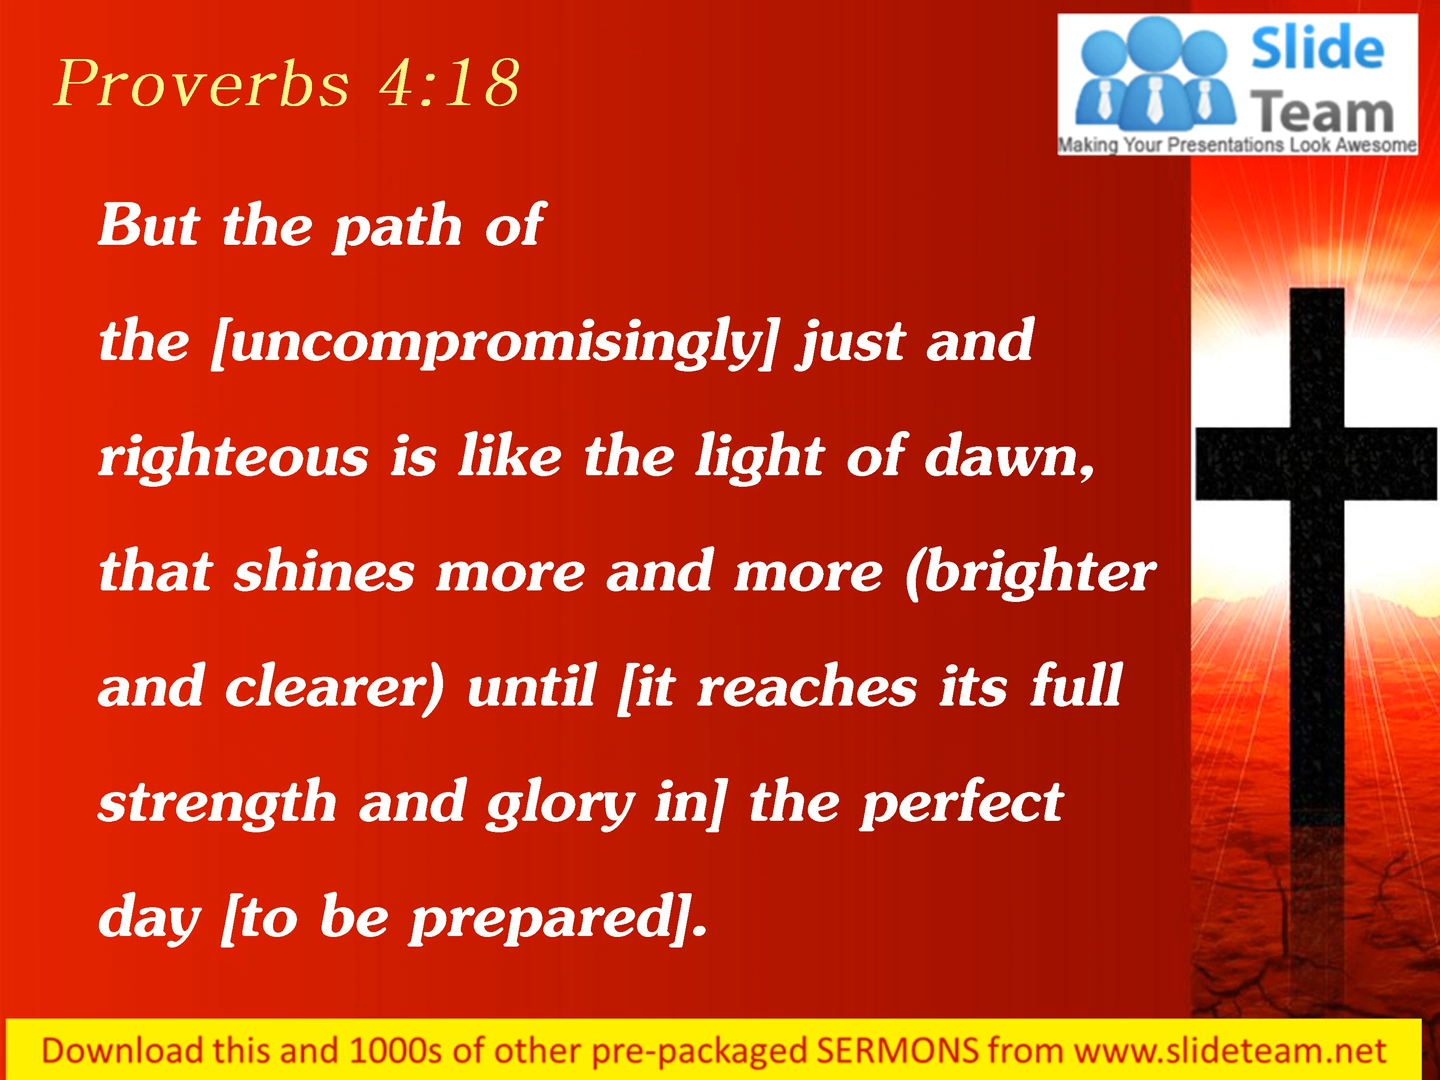 Proverbs 4:18
Slide
Team
Making Your Presentations Look Awesome
But the path of
the [uncompromisingly] just and
righteous is like the light of dawn,
that shines more and more (brighter
and clearer) until [it reaches its full
strength and glory in] the perfect
day [to be prepared].
Download this and 1000s of other pre-packaged SERMONS from www.slideteam.net